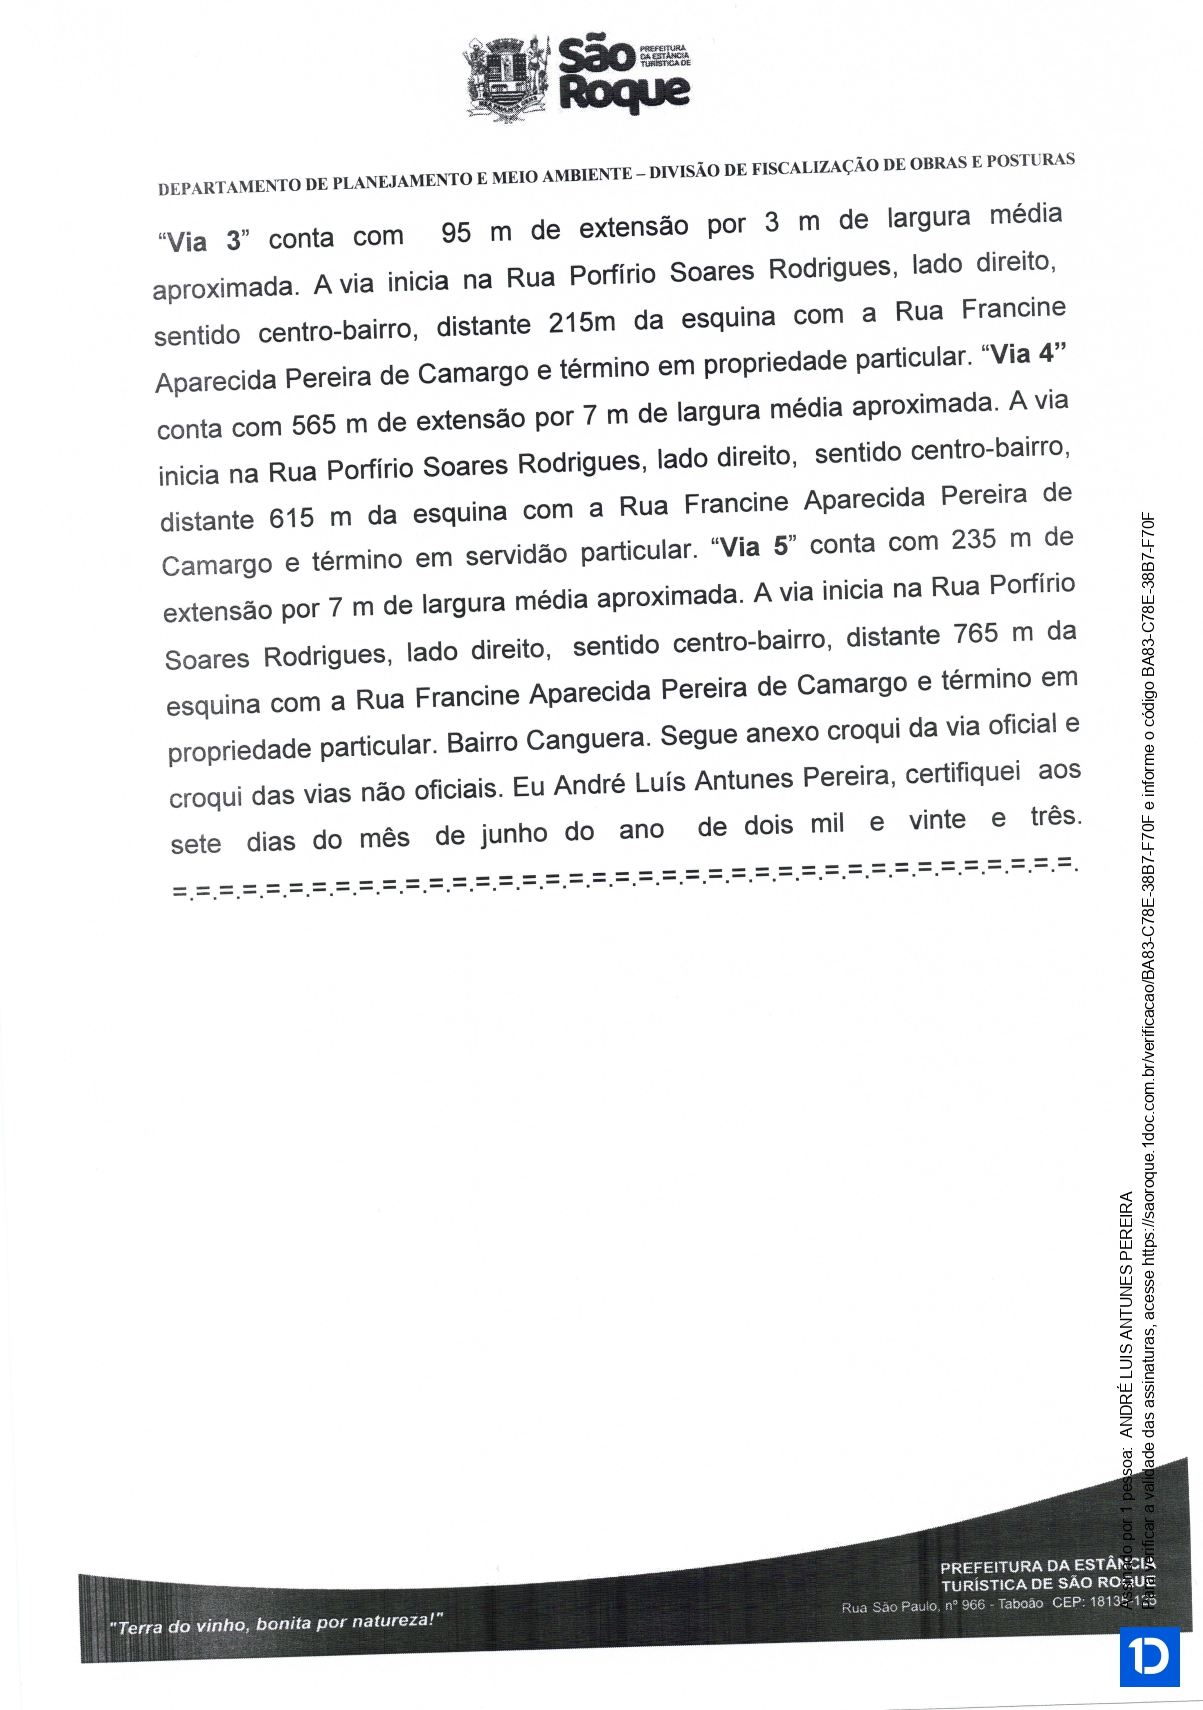 São Roque
PREFEITURA
DA ESTÂNCIA
TURÍSTICA DE
DEPARTAMENTO DE PLANEJAMENTO E MEIO AMBIENTE – DIVISÃO DE FISCALIZAÇÃO DE OBRAS E POSTURAS
“Via 3” conta com 95 m de extensão por 3 m de largura média
aproximada. A via inicia na Rua Porfírio Soares Rodrigues, lado direito,
sentido centro-bairro, distante 215m da esquina com a Rua Francine
Aparecida Pereira de Camargo e término em propriedade particular. “Via 4”
conta com 565 m de extensão por 7 m de largura média aproximada. A via
inicia na Rua Porfírio Soares Rodrigues, lado direito, sentido centro-bairro,
distante 615 m da esquina com a Rua Francine Aparecida Pereira de
Camargo e término em servidão particular. “Via 5” conta com 235 m de
extensão por 7 m de largura média aproximada. A via inicia na Rua Porfírio
Soares Rodrigues, lado direito, sentido centro-bairro, distante 765 m da
esquina com a Rua Francine Aparecida Pereira de Camargo e término em
propriedade particular. Bairro Canguera. Segue anexo croqui da via oficial e
croqui das vias não oficiais. Eu André Luís Antunes Pereira, certifiquei aos
sete dias do mês de junho do ano de dois mil e vinte e três.
=.=.=.=.=.=.=.=.=.=.=.=.=.=.=.=.=.=.=.=.=.=.=.=.=.=.=.=.=.=.=.=.=.=.=.=.=.=.=.
Assinado por 1 pessoa: ANDRÉ LUIS ANTUNES PEREIRA
Para verificar a validade das assinaturas, acesse https://saoroque.1doc.com.br/verificacao/BA83-C78E-38B7-F70F e informe o código BA83-C78E-38B7-F70F
"Terra do vinho, bonita por natureza!"
PREFEITURA DA ESTÂNCIA
TURÍSTICA DE SÃO ROQUE
Rua São Paulo, nº 966 - Taboão CEP: 18135-125
1D